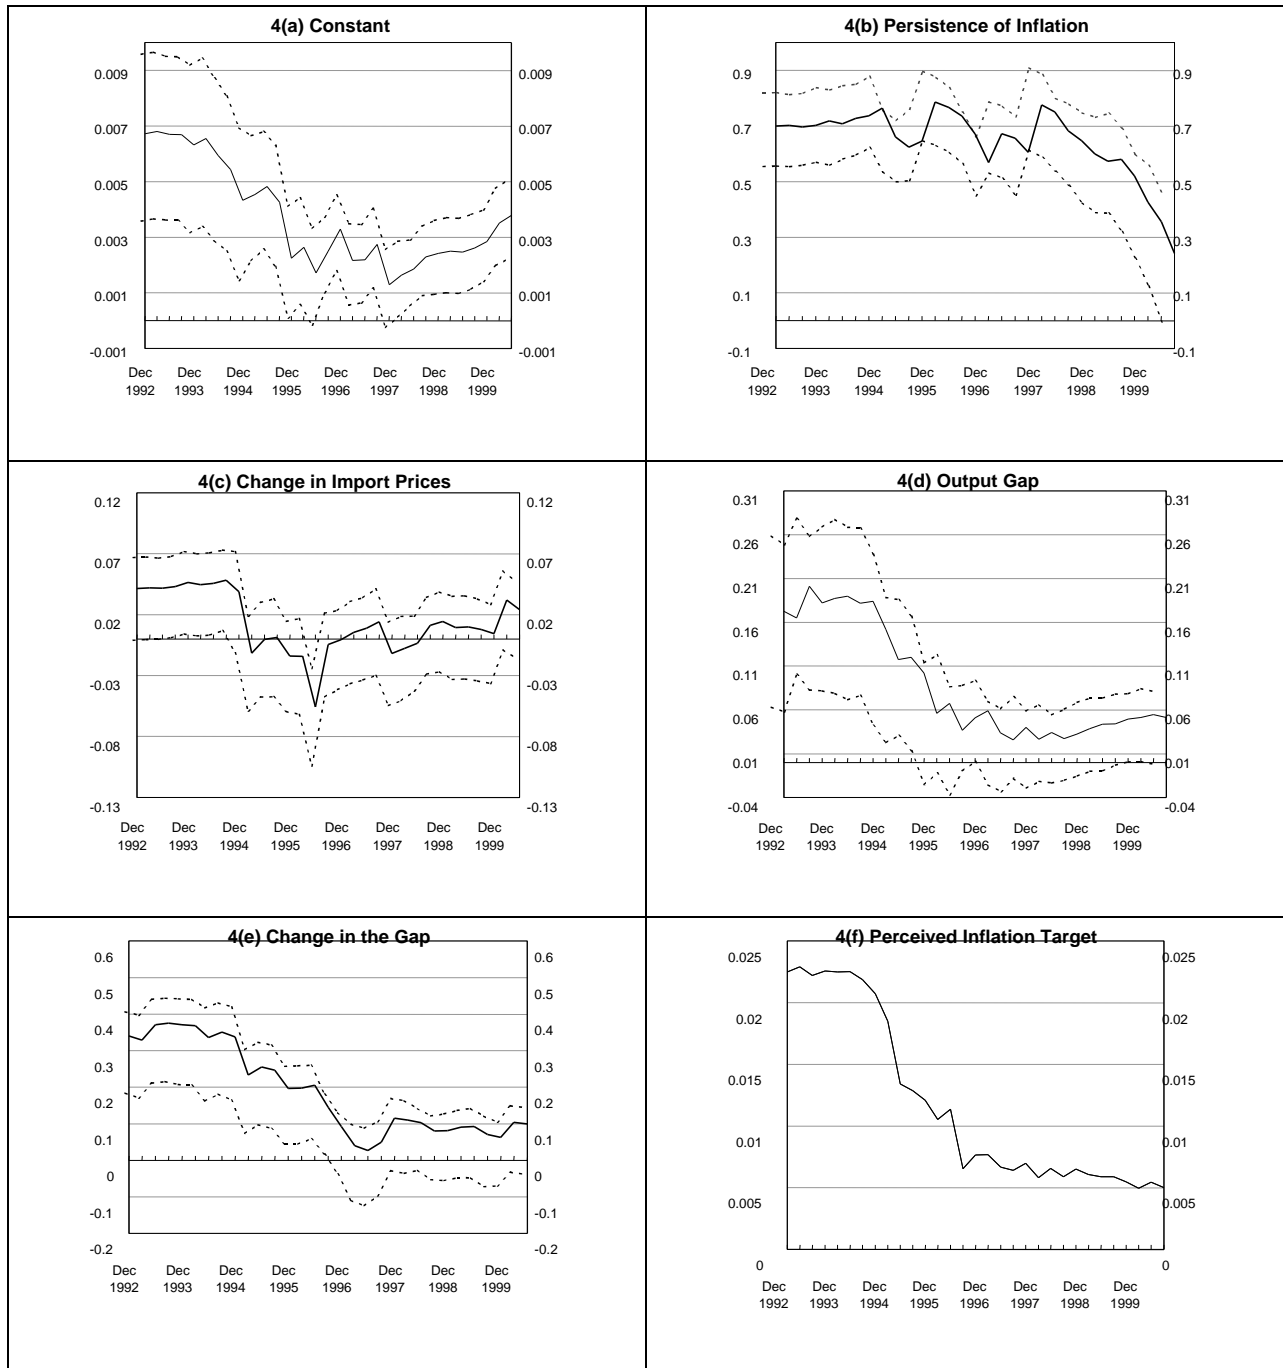 4(a) Constant
0.009 0.009
0.007 0.007
0.005 0.005
0.003 0.003
0.001 0.001
-0.001 -0.001
Dec Dec Dec Dec Dec Dec Dec Dec
1992 1993 1994 1995 1996 1997 1998 1999
4(b) Persistence of Inflation
0.9 0.9
0.7 0.7
0.5 0.5
0.3 0.3
0.1 0.1
-0.1 -0.1
Dec Dec Dec Dec Dec Dec Dec Dec
1992 1993 1994 1995 1996 1997 1998 1999
4(c) Change in Import Prices
0.12 0.12
0.07 0.07
0.02 0.02
-0.03 -0.03
-0.08 -0.08
-0.13 -0.13
Dec Dec Dec Dec Dec Dec Dec Dec
1992 1993 1994 1995 1996 1997 1998 1999
4(d) Output Gap
0.31 0.31
0.26 0.26
0.21 0.21
0.16 0.16
0.11 0.11
0.06 0.06
0.01 0.01
-0.04 -0.04
Dec Dec Dec Dec Dec Dec Dec Dec
1992 1993 1994 1995 1996 1997 1998 1999
4(e) Change in the Gap
0.6 0.6
0.5 0.5
0.4 0.4
0.3 0.3
0.2 0.2
0.1 0.1
0 0
-0.1 -0.1
-0.2 -0.2
Dec Dec Dec Dec Dec Dec Dec Dec
1992 1993 1994 1995 1996 1997 1998 1999
4(f) Perceived Inflation Target
0.025 0.025
0.02 0.02
0.015 0.015
0.01 0.01
0.005 0.005
0 0
Dec Dec Dec Dec Dec Dec Dec Dec
1992 1993 1994 1995 1996 1997 1998 1999